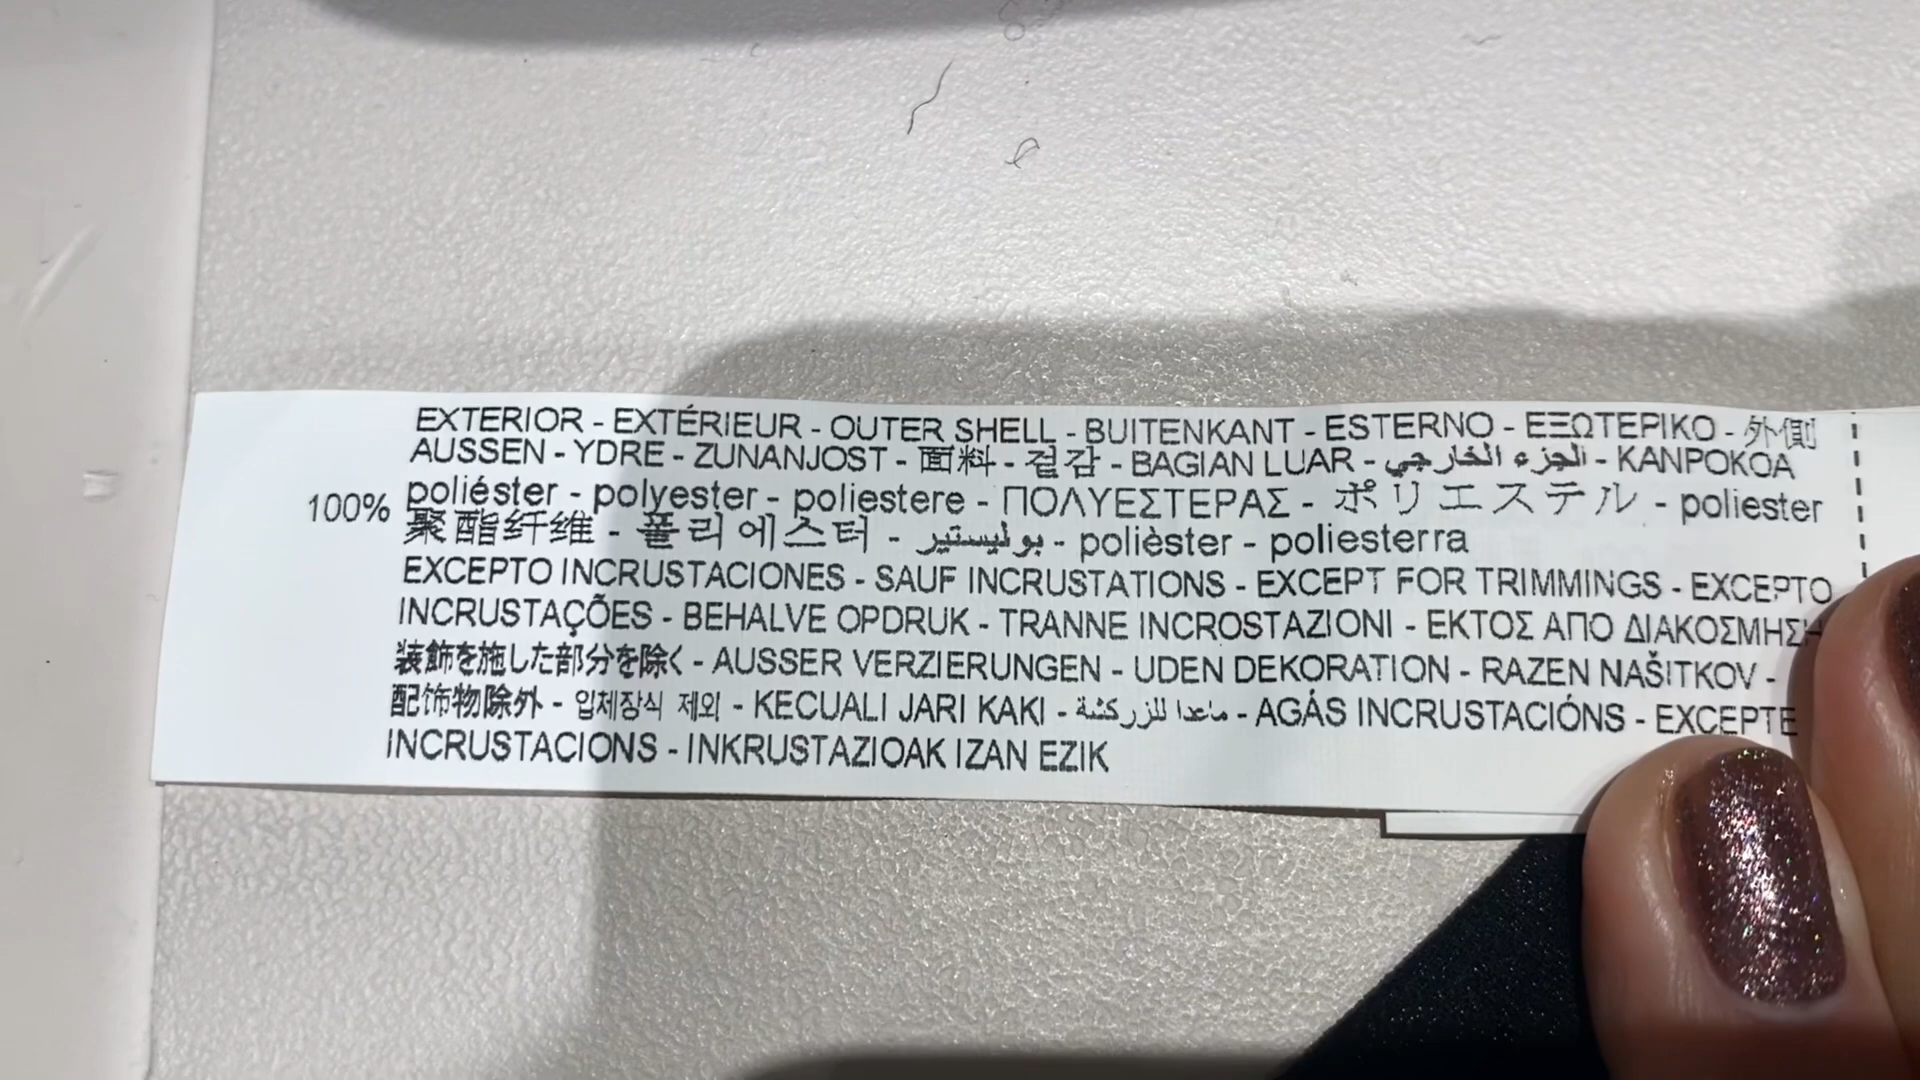 EXTERIOR - EXTÉRIEUR - OUTER SHELL - BUITENKANT - ESTERNO - ΕΞΩΤΕΡΙΚΟ - 外側
AUSSEN - YDRE - ZUNANJOST - 面料 - 겉감 - BAGIAN LUAR - الجزء الخارجي - KANPOKOA
100% poliéster - polyester - poliestere - ΠΟΛΥΕΣΤΕΡΑΣ - ポリエステル - poliester
聚酯纤维 - 폴리에스터 - بوليستير - polièster - poliesterra
EXCEPTO INCRUSTACIONES - SAUF INCRUSTATIONS - EXCEPT FOR TRIMMINGS - EXCEPTO
INCRUSTAÇÕES - BEHALVE OPDRUK - TRANNE INCROSTAZIONI - ΕΚΤΟΣ ΑΠΟ ΔΙΑΚΟΣΜΗΣΗ
装飾を施した部分を除く - AUSSER VERZIERUNGEN - UDEN DEKORATION - RAZEN NAŠITKOV -
配饰物除外 - 입체장식 제외 - KECUALI JARI KAKI - ماعدا للزركشة - AGÁS INCRUSTACIÓNS - EXCEPTE
INCRUSTACIONS - INKRUSTAZIOAK IZAN EZIK